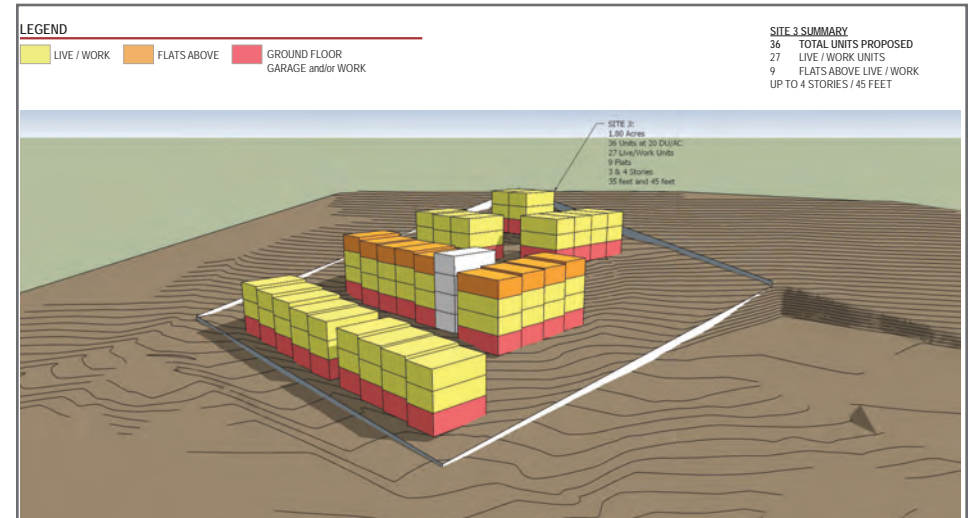 LEGEND
LIVE / WORK
FLATS ABOVE
GROUND FLOOR
GARAGE and/or WORK
SITE 3 SUMMARY
36 TOTAL UNITS PROPOSED
27 LIVE / WORK UNITS
9 FLATS ABOVE LIVE / WORK
UP TO 4 STORIES / 45 FEET
SITE 3:
1.80 Acres
36 Units at 20 DU/AC
27 Live/Work Units
9 Flats
3 & 4 Stories
35 feet and 45 feet